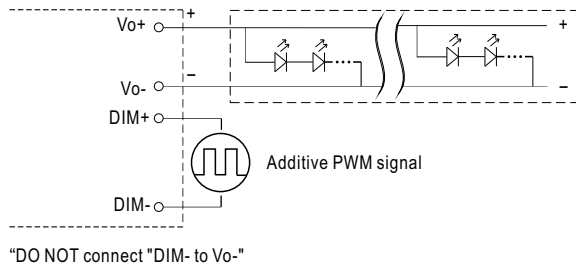 Vo+
+
+
Vo-
−
−
DIM+
Additive PWM signal
DIM-
“DO NOT connect "DIM- to Vo-"